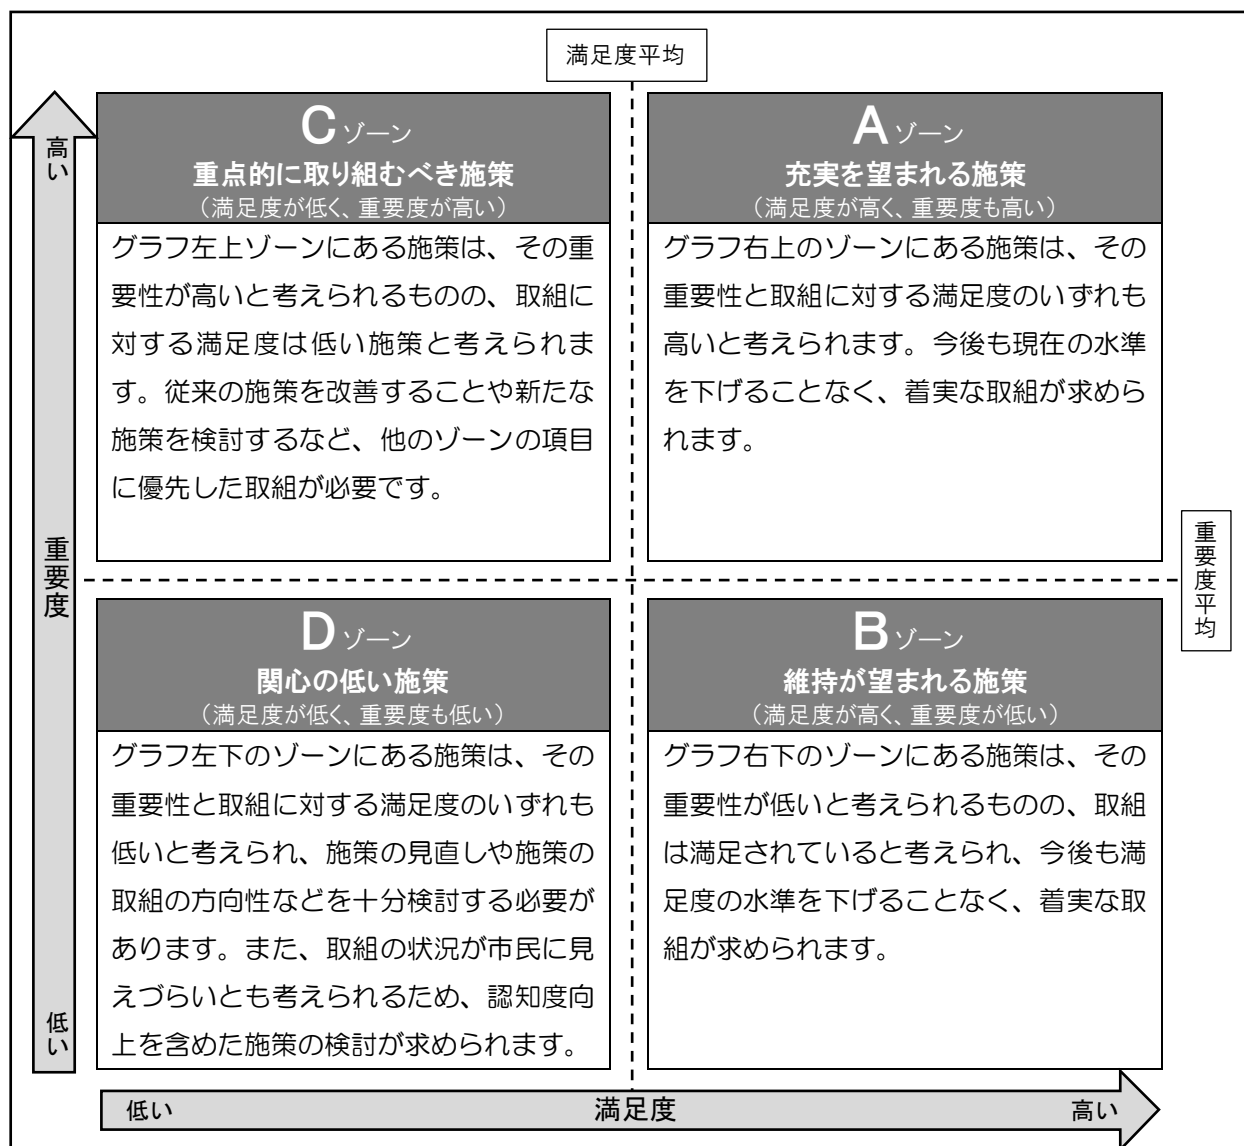 満足度平均
高い
重要度
低い
Cゾーン
重点的に取り組むべき施策
（満足度が低く、重要度が高い）
グラフ左上ゾーンにある施策は、その重
要性が高いと考えられるものの、取組に
対する満足度は低い施策と考えられま
す。従来の施策を改善することや新たな
施策を検討するなど、他のゾーンの項目
に優先した取組が必要です。
Aゾーン
充実を望まれる施策
（満足度が高く、重要度も高い）
グラフ右上のゾーンにある施策は、その
重要性と取組に対する満足度のいずれも
高いと考えられます。今後も現在の水準
を下げることなく、着実な取組が求めら
れます。
重要度平均
Dゾーン
関心の低い施策
（満足度が低く、重要度も低い）
グラフ左下のゾーンにある施策は、その
重要性と取組に対する満足度のいずれも
低いと考えられ、施策の見直しや施策の
取組の方向性などを十分検討する必要が
あります。また、取組の状況が市民に見
えづらいとも考えられるため、認知度向
上を含めた施策の検討が求められます。
Bゾーン
維持が望まれる施策
（満足度が高く、重要度が低い）
グラフ右下のゾーンにある施策は、その
重要性が低いと考えられるものの、取組
は満足されていると考えられ、今後も満
足度の水準を下げることなく、着実な取
組が求められます。
低い
満足度
高い